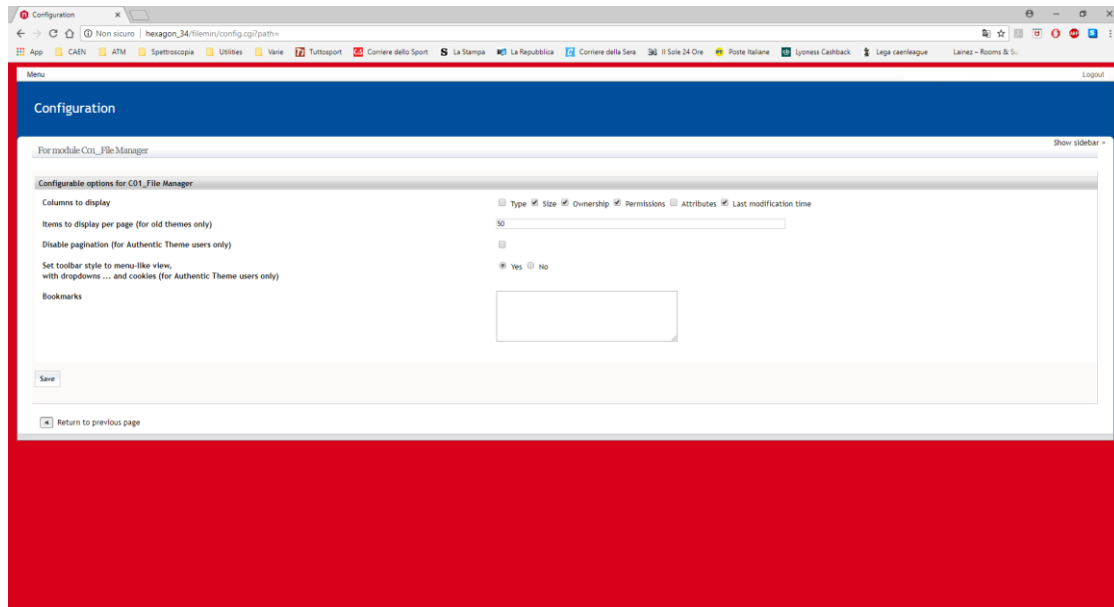 Configuration
Non sicuro | hexagon_34/filemin/config.cgi?path=
App CAEN ATM Spettroscopia Utilities Varie Tuttosport Corriere dello Sport La Stampa La Repubblica Corriere della Sera Il Sole 24 Ore Poste Italiane Lyoness Cashback Lega caenleague Lainez – Rooms & Su
Menu Logout
Configuration
Show sidebar »
For module C01_File Manager
Configurable options for C01_File Manager
Columns to display Type Size Ownership Permissions Attributes Last modification time
Items to display per page (for old themes only) 50
Disable pagination (for Authentic Theme users only)
Set toolbar style to menu-like view, Yes No
with dropdowns ... and cookies (for Authentic Theme users only)
Bookmarks
Save
Return to previous page